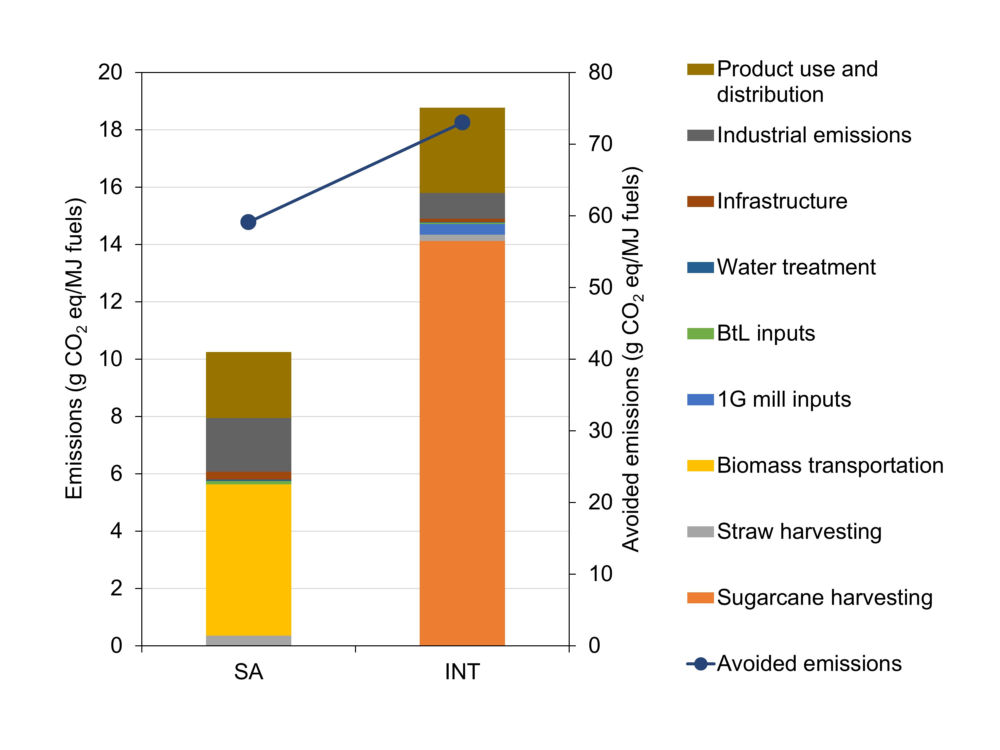 Emissions (g CO₂ eq/MJ fuels)
20
18
16
14
12
10
8
6
4
2
0
SA
INT
80
70
60
50
40
30
20
10
0
Avoided emissions (g CO₂ eq/MJ fuels)
Product use and
distribution
Industrial emissions
Infrastructure
Water treatment
BtL inputs
1G mill inputs
Biomass transportation
Straw harvesting
Sugarcane harvesting
Avoided emissions